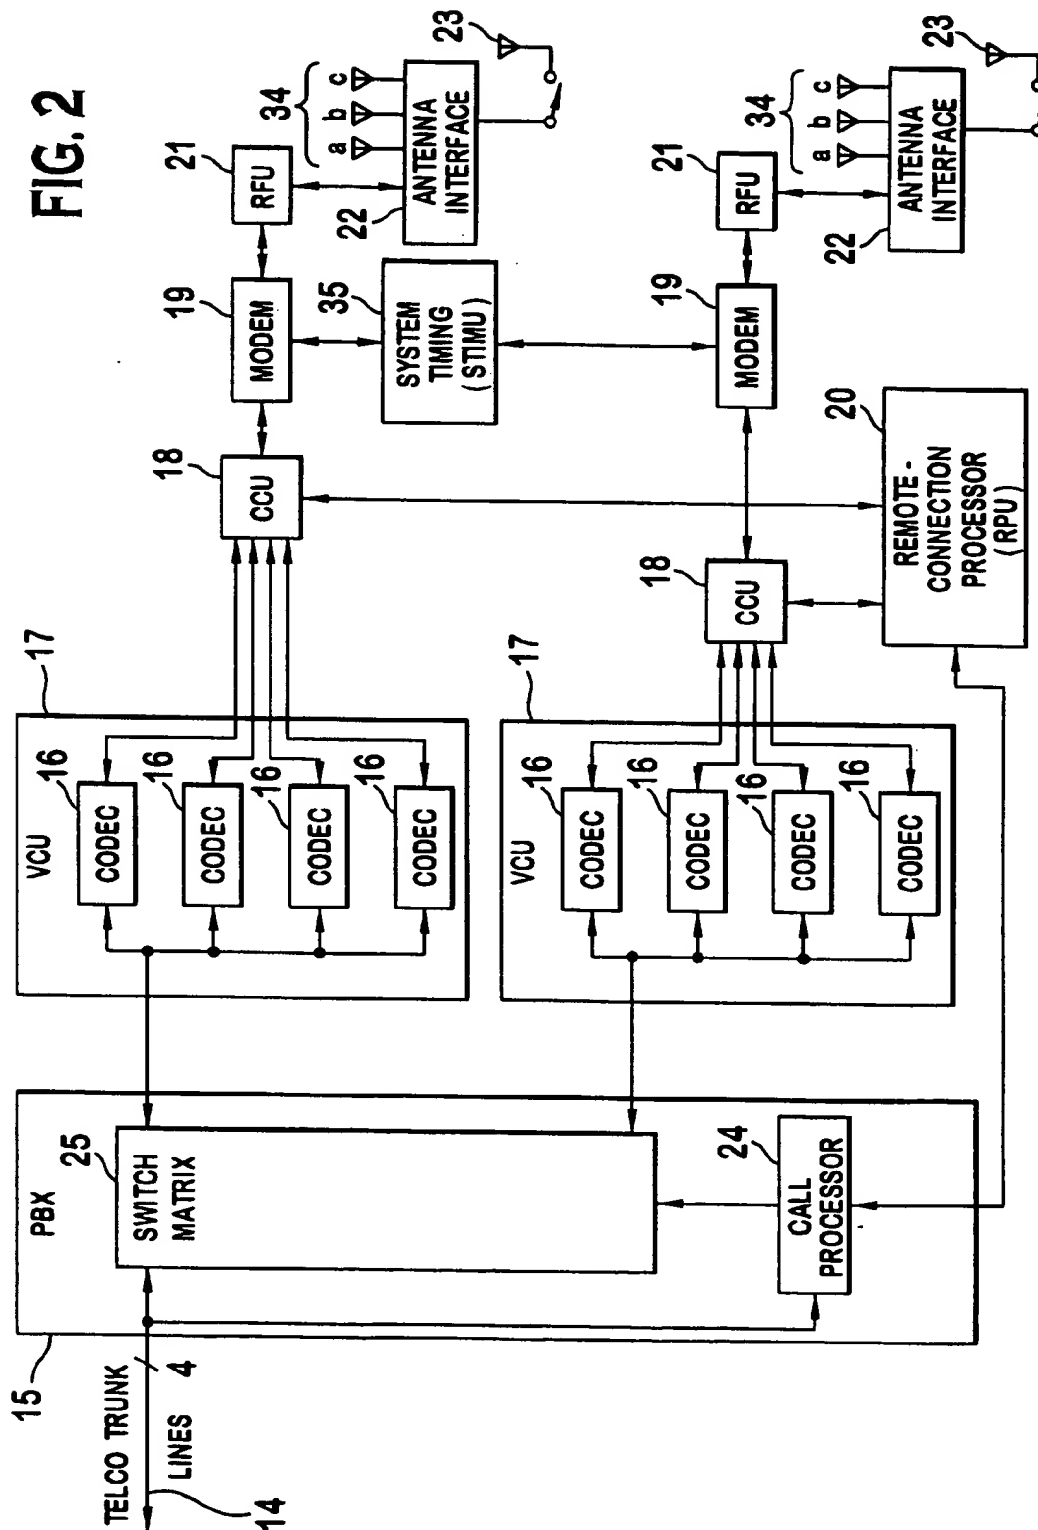 FIG. 2
TELCO TRUNK
LINES
4
14
15
PBX
25
SWITCH
MATRIX
24
CALL
PROCESSOR
17
VCU
16
CODEC
16
CODEC
16
CODEC
16
CODEC
18
CCU
19
MODEM
21
RFU
34
a
b
c
22
ANTENNA
INTERFACE
23
35
SYSTEM
TIMING
(STIMU)
17
VCU
16
CODEC
16
CODEC
16
CODEC
16
CODEC
18
CCU
19
MODEM
21
RFU
34
a
b
c
22
ANTENNA
INTERFACE
23
20
REMOTE-
CONNECTION
PROCESSOR
(RPU)